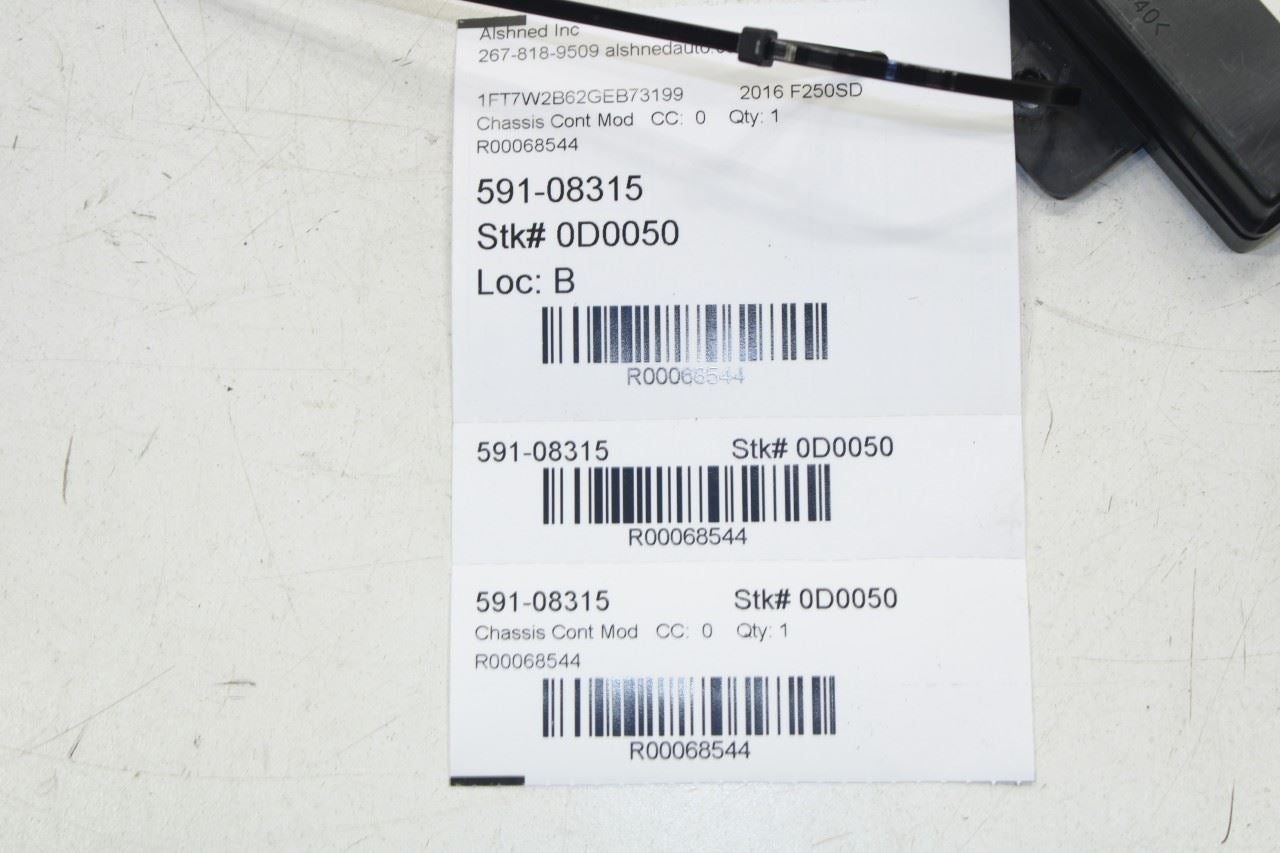 Alshned Inc
267-818-9509
1FT7W2B62GEB73199 2016 F250SD
Chassis Cont Mod CC: 0 Qty: 1
R00068544
591-08315
Stk# 0D0050
Loc: B
R00068544
591-08315 Stk# 0D0050
R00068544
591-08315 Stk# 0D0050
Chassis Cont Mod CC: 0 Qty: 1
R00068544
R00068544